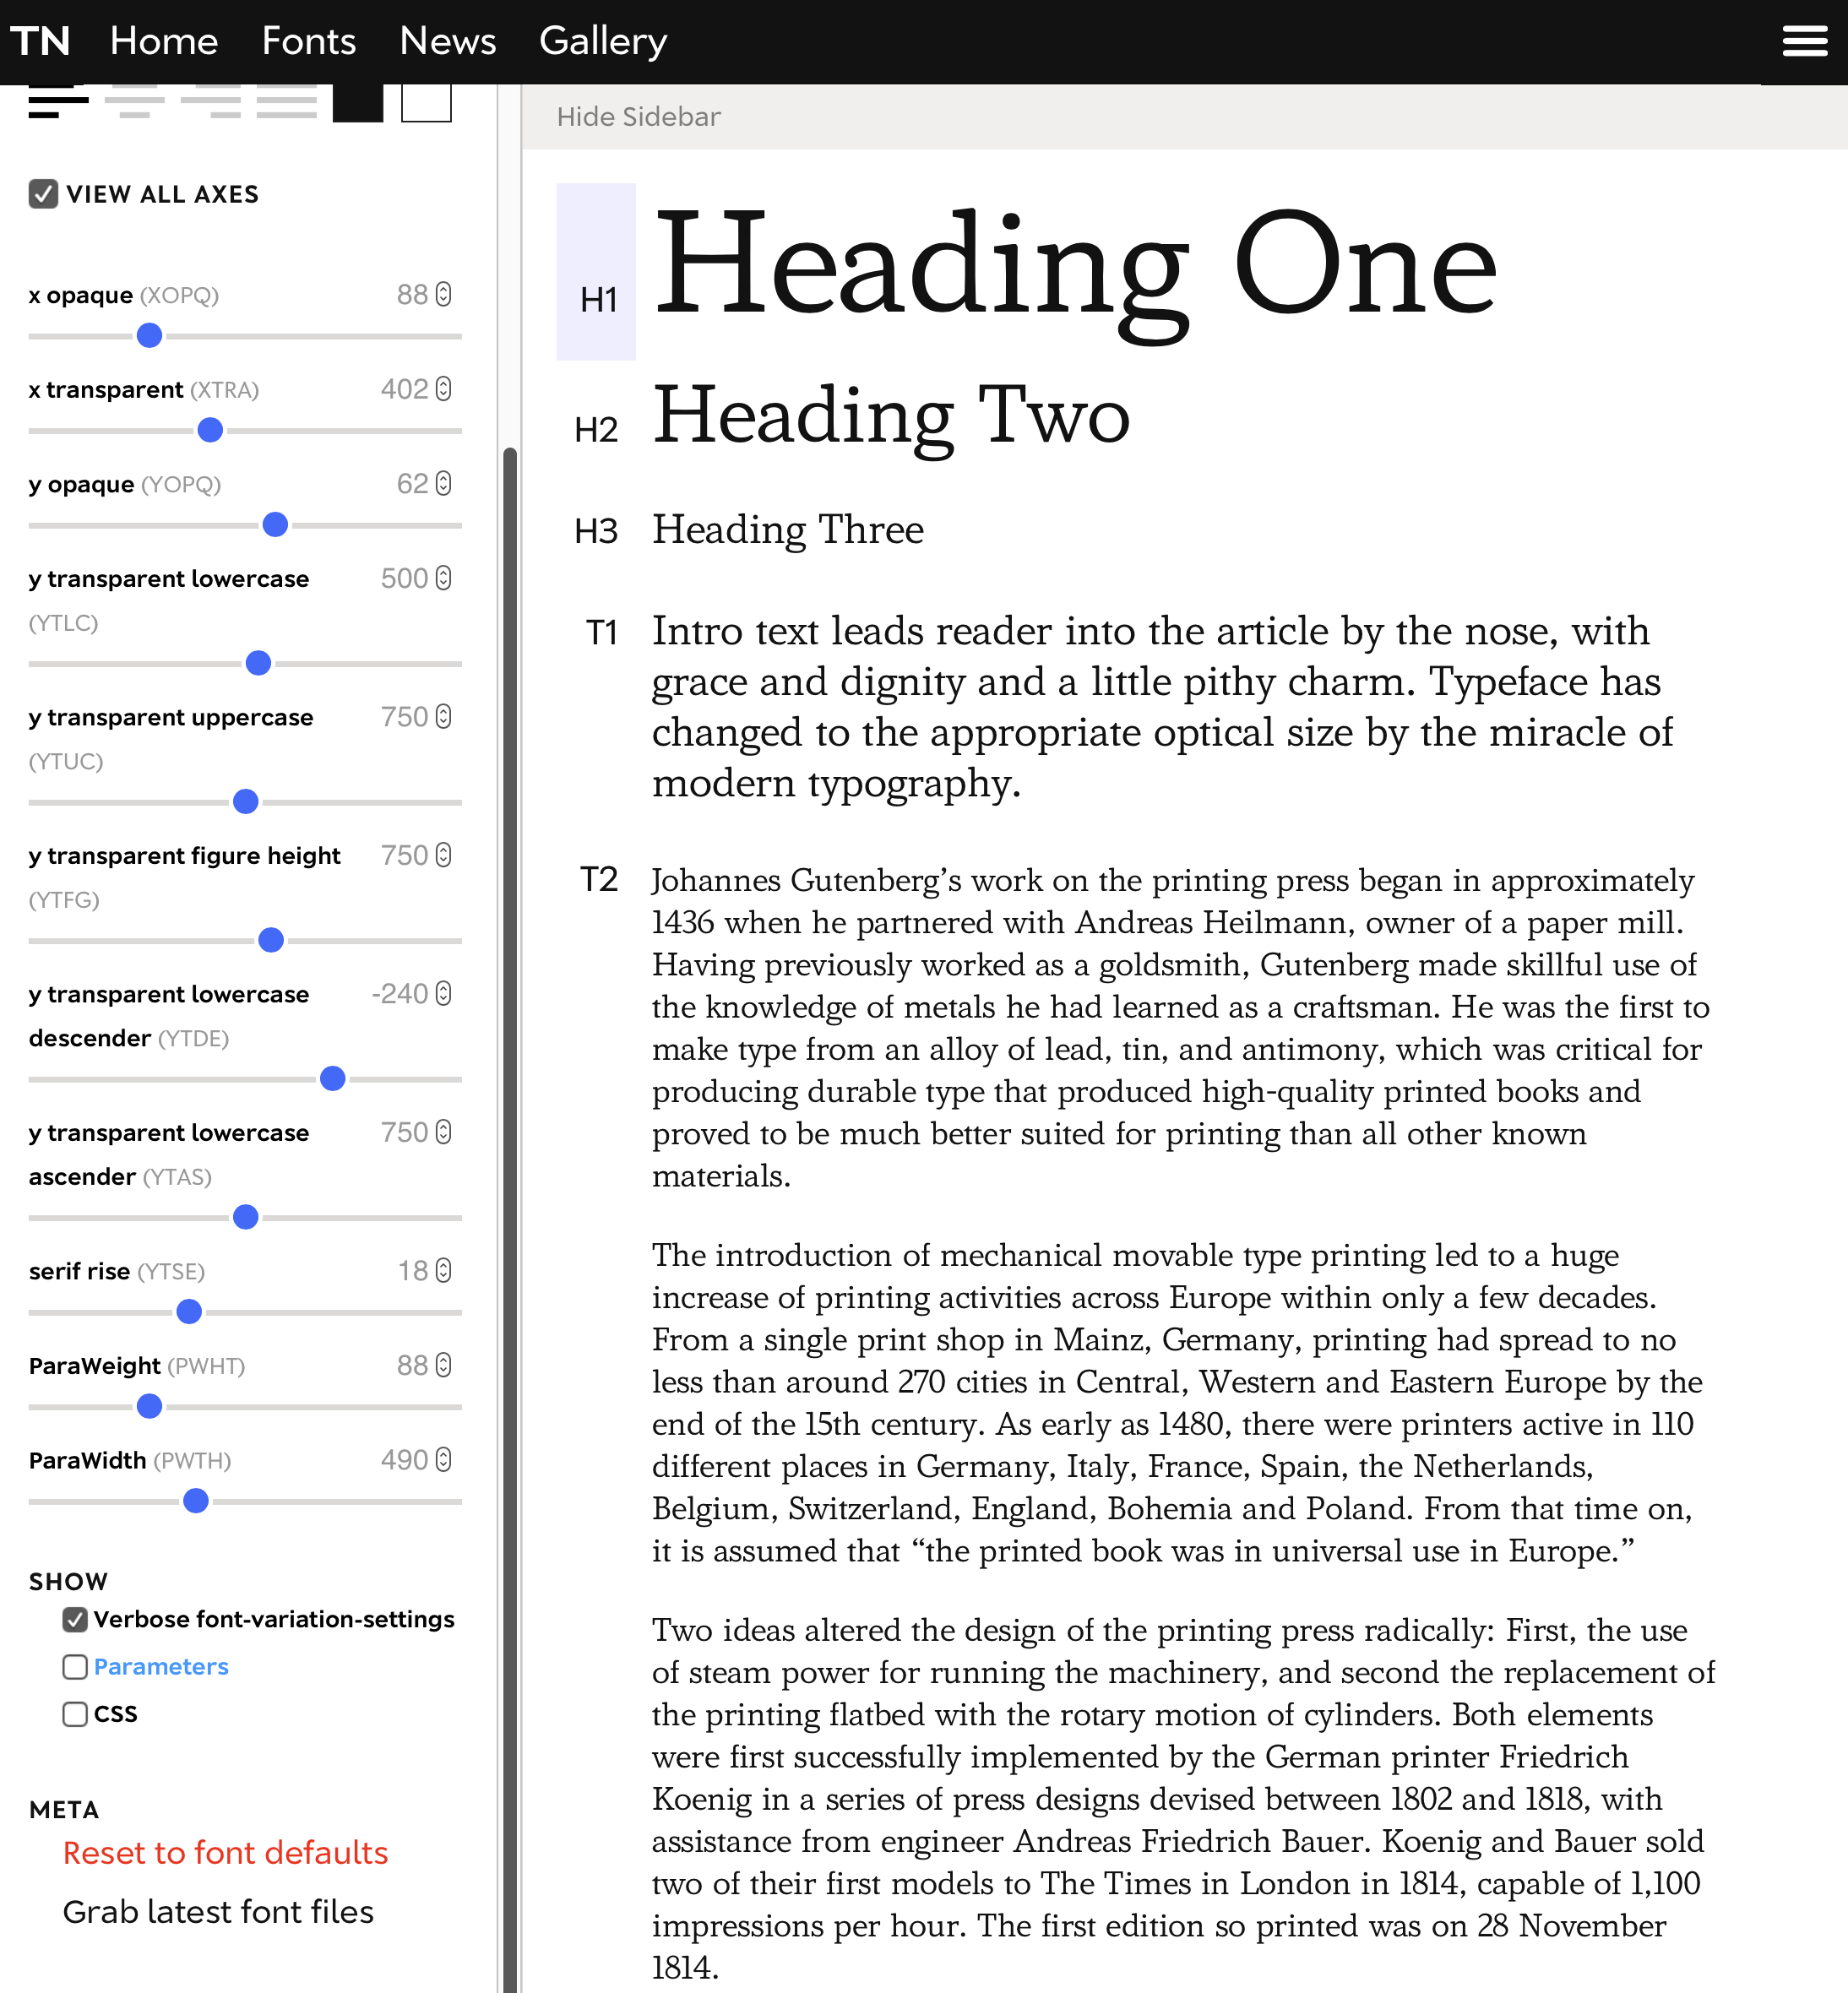 TN Home Fonts News Gallery
VIEW ALL AXES
x opaque (XOPQ) 88
x transparent (XTRA) 402
y opaque (YOPQ) 62
y transparent lowercase 500
(YTLC)
y transparent uppercase 750
(YTUC)
y transparent figure height 750
(YTFG)
y transparent lowercase -240
descender (YTDE)
y transparent lowercase 750
ascender (YTAS)
serif rise (YTSE) 18
ParaWeight (PWHT) 88
ParaWidth (PWTH) 490
SHOW
Verbose font-variation-settings
Parameters
CSS
META
Reset to font defaults
Grab latest font files
Hide Sidebar
H1 Heading One
H2 Heading Two
H3 Heading Three
T1 Intro text leads reader into the article by the nose, with
grace and dignity and a little pithy charm. Typeface has
changed to the appropriate optical size by the miracle of
modern typography.
T2 Johannes Gutenberg’s work on the printing press began in approximately
1436 when he partnered with Andreas Heilmann, owner of a paper mill.
Having previously worked as a goldsmith, Gutenberg made skillful use of
the knowledge of metals he had learned as a craftsman. He was the first to
make type from an alloy of lead, tin, and antimony, which was critical for
producing durable type that produced high-quality printed books and
proved to be much better suited for printing than all other known
materials.
The introduction of mechanical movable type printing led to a huge
increase of printing activities across Europe within only a few decades.
From a single print shop in Mainz, Germany, printing had spread to no
less than around 270 cities in Central, Western and Eastern Europe by the
end of the 15th century. As early as 1480, there were printers active in 110
different places in Germany, Italy, France, Spain, the Netherlands,
Belgium, Switzerland, England, Bohemia and Poland. From that time on,
it is assumed that “the printed book was in universal use in Europe.”
Two ideas altered the design of the printing press radically: First, the use
of steam power for running the machinery, and second the replacement of
the printing flatbed with the rotary motion of cylinders. Both elements
were first successfully implemented by the German printer Friedrich
Koenig in a series of press designs devised between 1802 and 1818, with
assistance from engineer Andreas Friedrich Bauer. Koenig and Bauer sold
two of their first models to The Times in London in 1814, capable of 1,100
impressions per hour. The first edition so printed was on 28 November
1814.